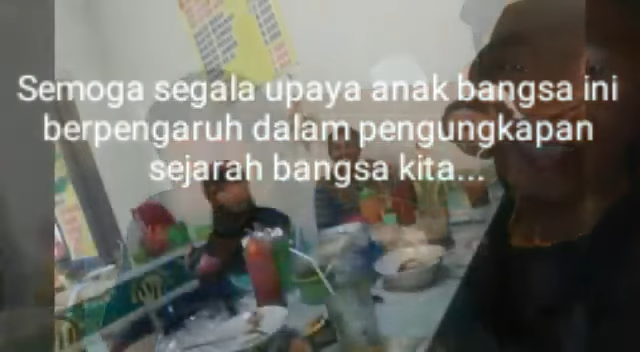 Semoga segala upaya anak bangsa ini
berpengaruh dalam pengungkapan
sejarah bangsa kita...